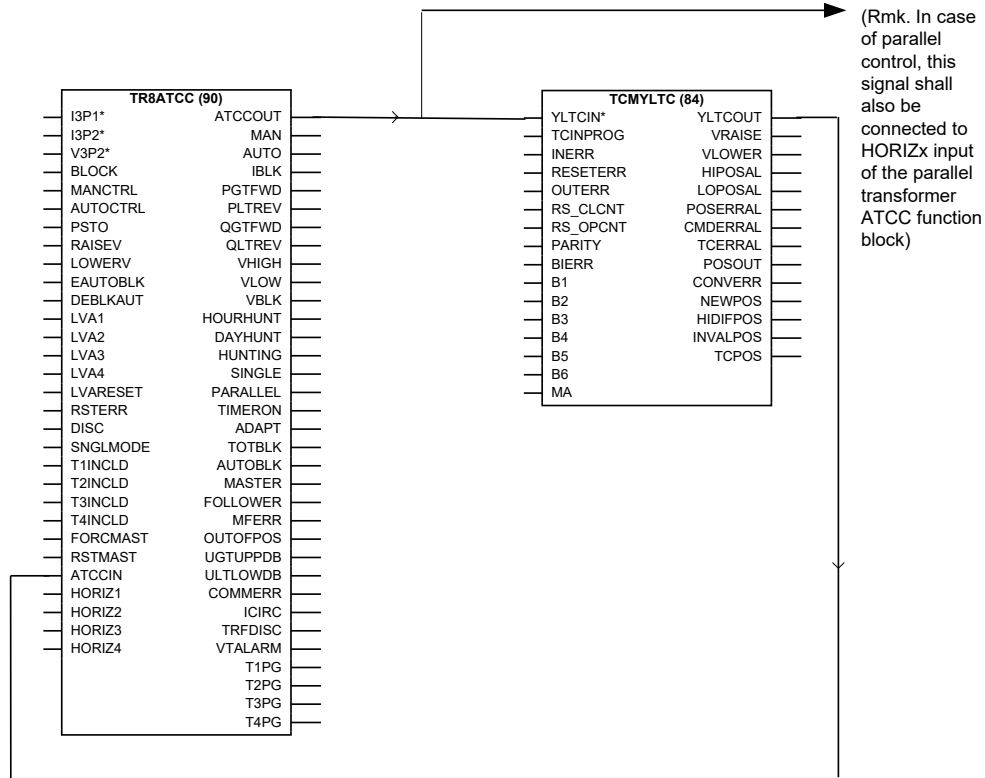 (Rmk. In case
of parallel
control, this
signal shall
also be
connected to
HORIZx input
of the parallel
transformer
ATCC function
block)
TR8ATCC (90)
I3P1* ATCCOUT
I3P2* MAN
V3P2* AUTO
BLOCK IBLK
MANCTRL PGTFWD
AUTOCTRL PLTREV
PSTO QGTFWD
RAISEV QLTREV
LOWERV VHIGH
EAUTOBLK VLOW
DEBLKAUT VBLK
LVA1 HOURHUNT
LVA2 DAYHUNT
LVA3 HUNTING
LVA4 SINGLE
LVARESET PARALLEL
RSTERR TIMERON
DISC ADAPT
SNGLMODE TOTBLK
T1INCLD AUTOBLK
T2INCLD MASTER
T3INCLD FOLLOWER
T4INCLD MFERR
FORCMAST OUTOFPOS
RSTMAST UGTUPPDB
ATCCIN ULTLOWDB
HORIZ1 COMMERR
HORIZ2 ICIRC
HORIZ3 TRFDISC
HORIZ4 VTALARM
T1PG
T2PG
T3PG
T4PG
TCMYLTC (84)
YLTCIN* YLTCOUT
TCINPROG VRAISE
INERR VLOWER
RESETERR HIPOSAL
OUTERR LOPOSAL
RS_CLCNT POSERRAL
RS_OPCNT CMDERRAL
PARITY TCERRAL
BIERR POSOUT
B1 CONVERR
B2 NEWPOS
B3 HIDIFPOS
B4 INVALPOS
B5 TCPOS
B6
MA